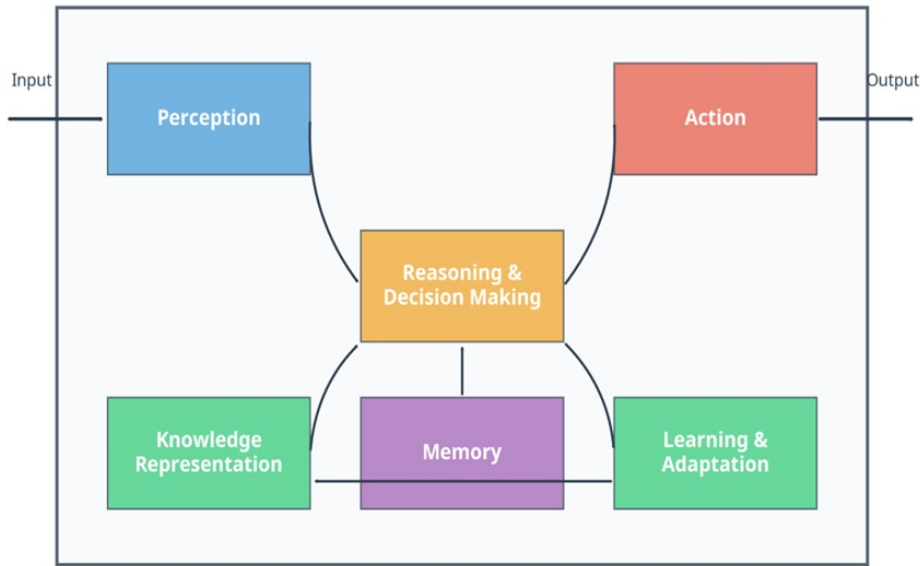 Input
Output
Perception
Action
Reasoning &
Decision Making
Knowledge
Representation
Memory
Learning &
Adaptation